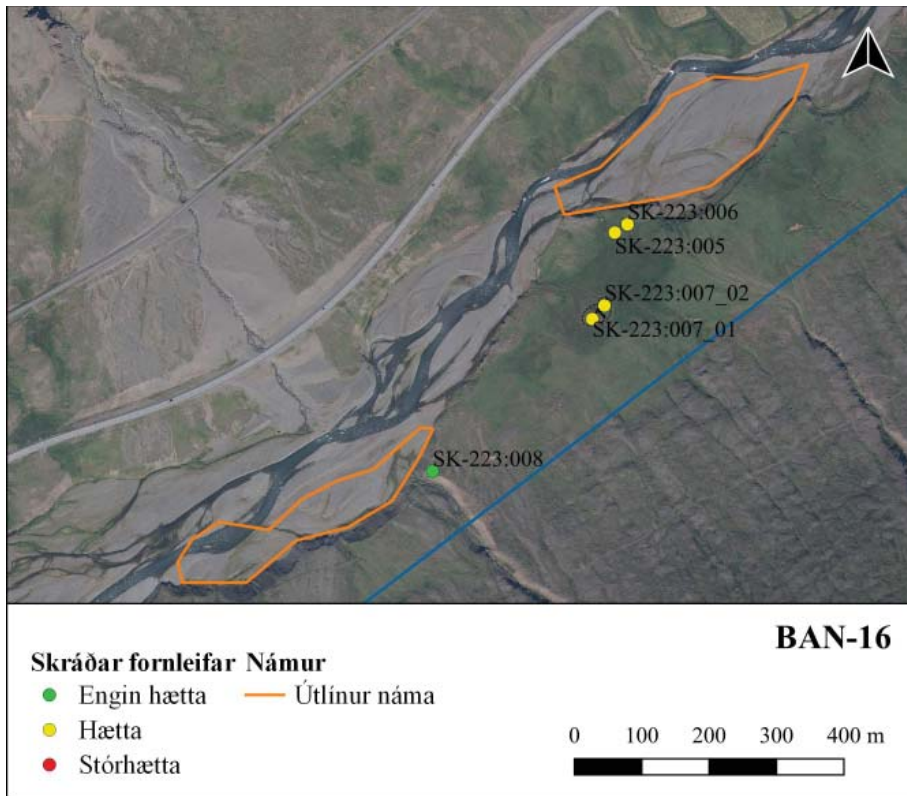 SK-223:006
SK-223:005
SK-223:007_02
SK-223:007_01
SK-223:008
BAN-16
Skráðar fornleifar Námur
Engin hætta Útlínur náma
Hætta
Stórhætta
0 100 200 300 400 m